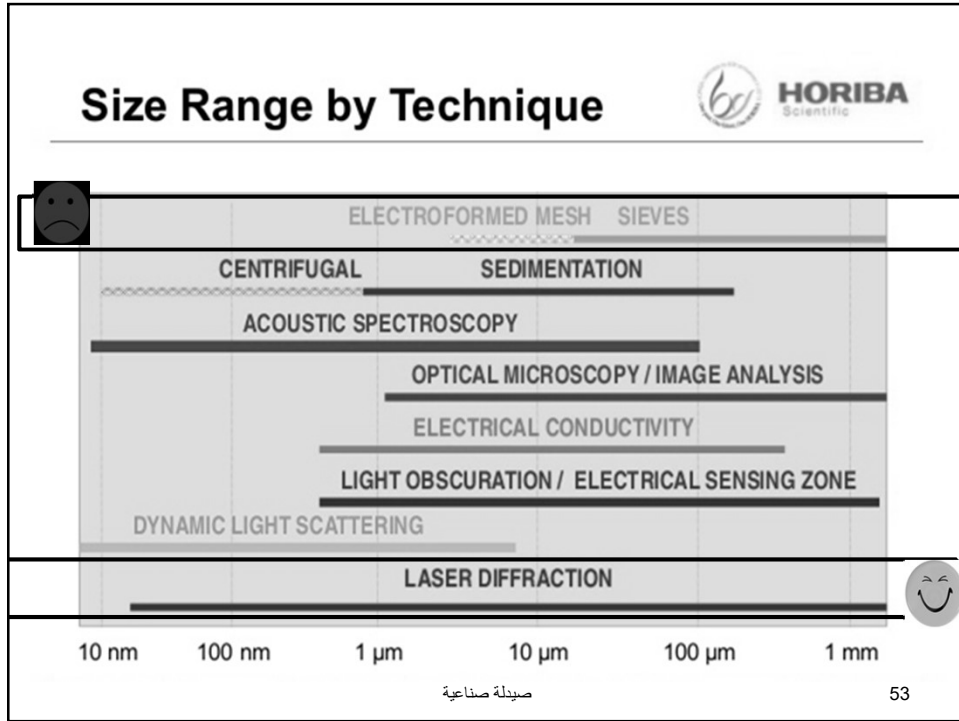 Size Range by Technique
HORIBA
Scientific
ELECTROFORMED MESH SIEVES
CENTRIFUGAL SEDIMENTATION
ACOUSTIC SPECTROSCOPY
OPTICAL MICROSCOPY / IMAGE ANALYSIS
ELECTRICAL CONDUCTIVITY
LIGHT OBSCURATION / ELECTRICAL SENSING ZONE
DYNAMIC LIGHT SCATTERING
LASER DIFFRACTION
10 nm 100 nm 1 µm 10 µm 100 µm 1 mm
صيدلة صناعية 53